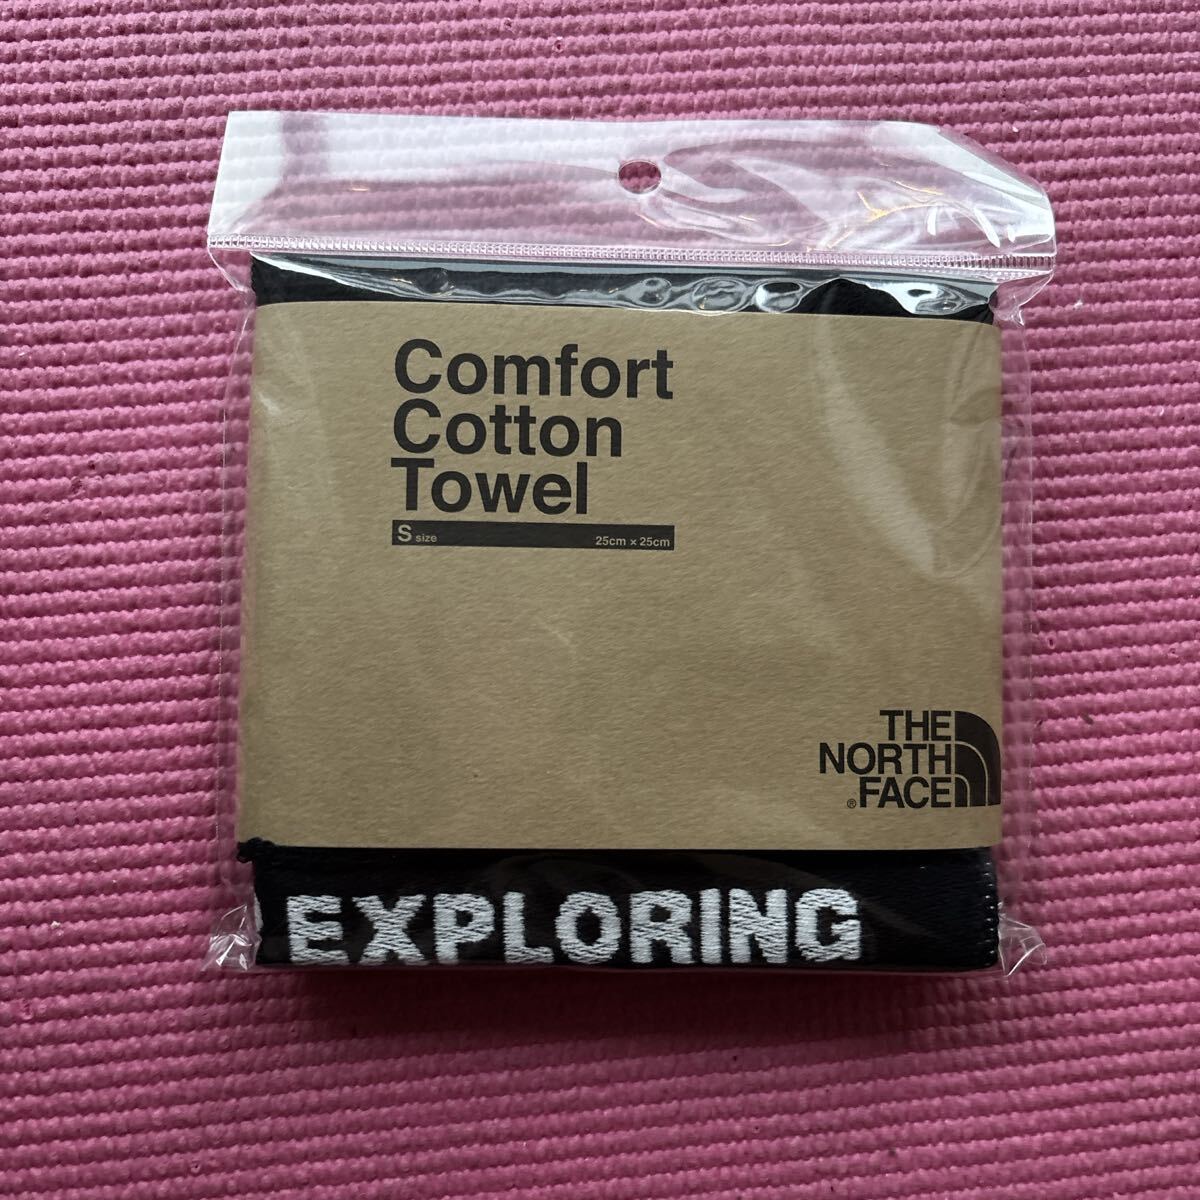 Comfort
Cotton
Towel
S size 25cm × 25cm
THE
NORTH
® FACE
EXPLORING